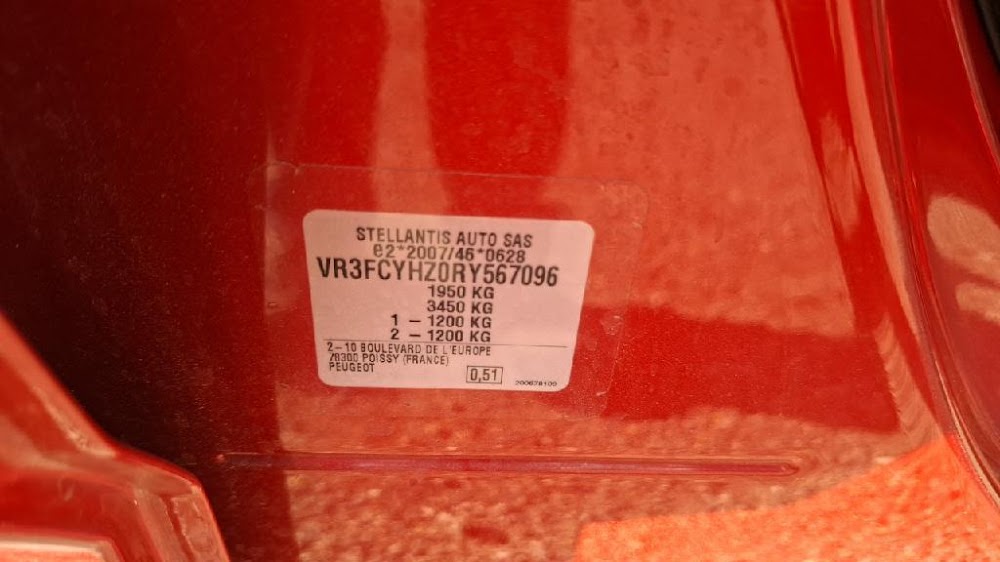 STELLANTIS AUTO SAS
e2*2007/46*0628
VR3FCYHZ0RY567096
1950 KG
3450 KG
1 - 1200 KG
2 - 1200 KG
2-10 BOULEVARD DE L'EUROPE
78300 POISSY (FRANCE)
PEUGEOT
0,51